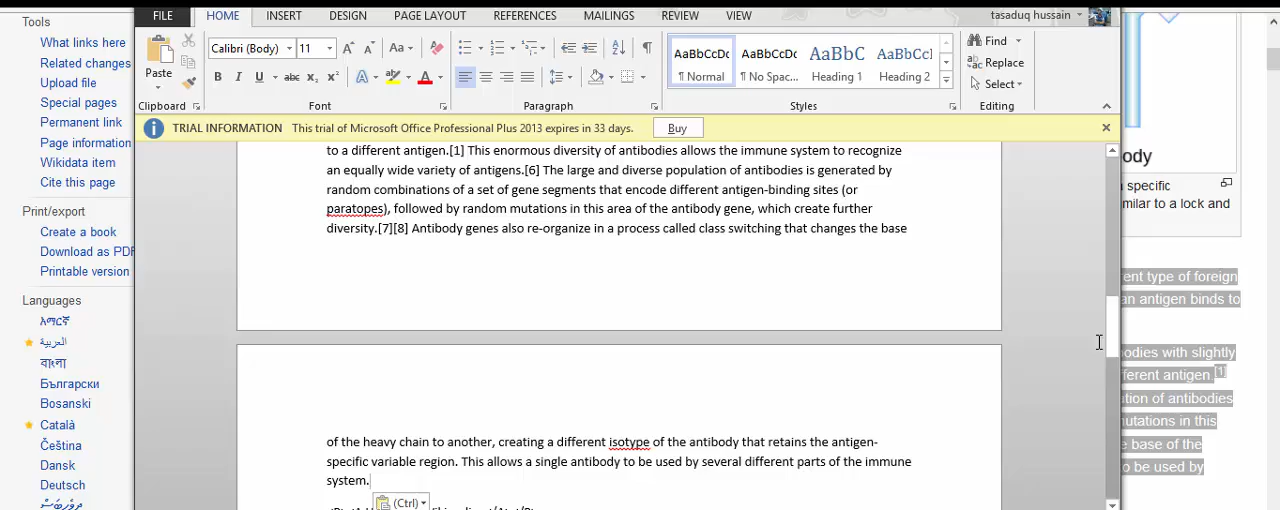 Tools
What links here
Related changes
Upload file
Special pages
Permanent link
Page information
Wikidata item
Cite this page
Print/export
Create a book
Download as PDF
Printable version
Languages
አማርኛ
العربية
বাংলা
Български
Bosanski
Català
Čeština
Dansk
Deutsch
FILE HOME INSERT DESIGN PAGE LAYOUT REFERENCES MAILINGS REVIEW VIEW tasaduq hussain
Paste
Clipboard
Calibri (Body) 11
Font
Paragraph
AaBbCcDc AaBbCcDc AaBbC AaBbCcI
¶ Normal ¶ No Spac... Heading 1 Heading 2
Styles
Find
Replace
Select
Editing
TRIAL INFORMATION This trial of Microsoft Office Professional Plus 2013 expires in 33 days. Buy
to a different antigen.[1] This enormous diversity of antibodies allows the immune system to recognize
an equally wide variety of antigens.[6] The large and diverse population of antibodies is generated by
random combinations of a set of gene segments that encode different antigen-binding sites (or
paratopes), followed by random mutations in this area of the antibody gene, which create further
diversity.[7][8] Antibody genes also re-organize in a process called class switching that changes the base
of the heavy chain to another, creating a different isotype of the antibody that retains the antigen-
specific variable region. This allows a single antibody to be used by several different parts of the immune
system.
(Ctrl)
ody
a specific
imilar to a lock and
rent type of foreign
an antigen binds to
bodies with slightly
ferent antigen.[1]
ution of antibodies
mutations in this
e base of the
o be used by